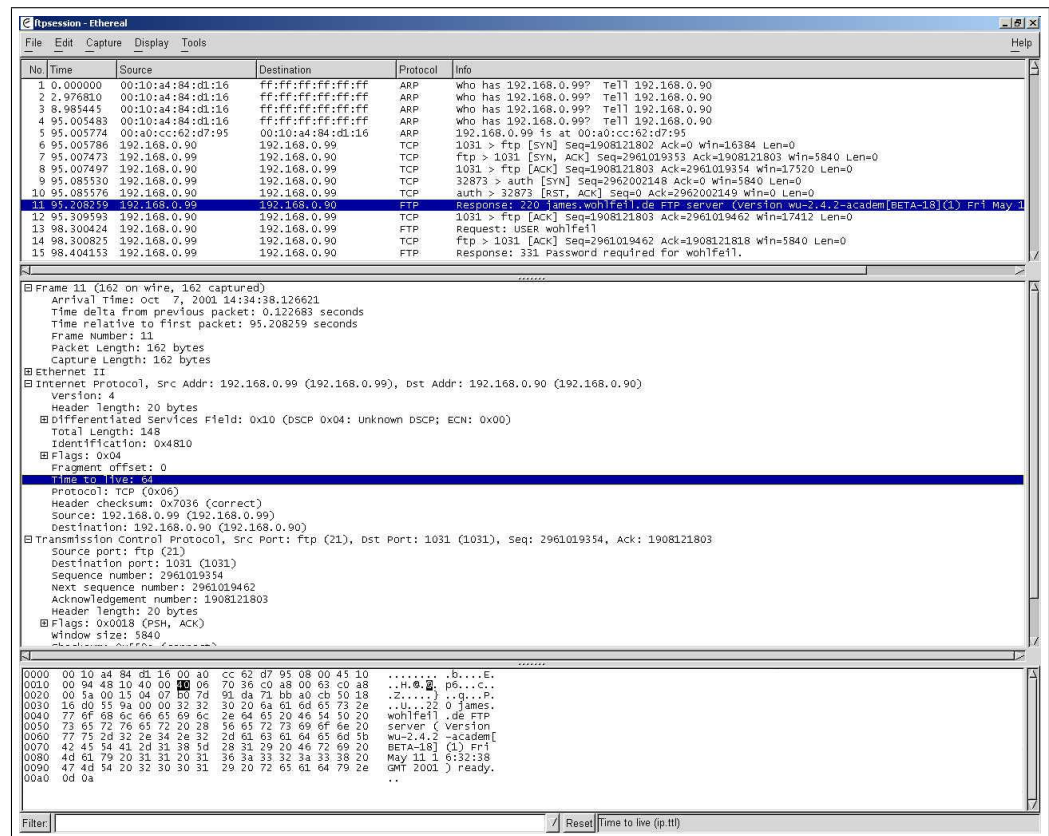 ftpsession - Ethereal
File Edit Capture Display Tools Help
No. Time Source Destination Protocol Info
1 0.000000 00:10:a4:84:d1:16 ff:ff:ff:ff:ff:ff ARP who has 192.168.0.99? Tell 192.168.0.90
2 2.976810 00:10:a4:84:d1:16 ff:ff:ff:ff:ff:ff ARP who has 192.168.0.99? Tell 192.168.0.90
3 8.985445 00:10:a4:84:d1:16 ff:ff:ff:ff:ff:ff ARP who has 192.168.0.99? Tell 192.168.0.90
4 95.005483 00:10:a4:84:d1:16 ff:ff:ff:ff:ff:ff ARP who has 192.168.0.99? Tell 192.168.0.90
5 95.005774 00:a0:cc:62:d7:95 00:10:a4:84:d1:16 ARP 192.168.0.99 is at 00:a0:cc:62:d7:95
6 95.005786 192.168.0.90 192.168.0.99 TCP 1031 > ftp [SYN] Seq=1908121802 Ack=0 Win=16384 Len=0
7 95.007473 192.168.0.99 192.168.0.90 TCP ftp > 1031 [SYN, ACK] Seq=2961019353 Ack=1908121803 Win=5840 Len=0
8 95.007497 192.168.0.90 192.168.0.99 TCP 1031 > ftp [ACK] Seq=1908121803 Ack=2961019354 Win=17520 Len=0
9 95.085530 192.168.0.99 192.168.0.90 TCP 32873 > auth [SYN] Seq=2962002148 Ack=0 Win=5840 Len=0
10 95.085576 192.168.0.90 192.168.0.99 TCP auth > 32873 [RST, ACK] Seq=0 Ack=2962002149 Win=0 Len=0
11 95.208259 192.168.0.99 192.168.0.90 FTP Response: 220 james.wohlfeil.de FTP server (Version wu-2.4.2-academ[BETA-18](1) Fri May 1
12 95.309593 192.168.0.90 192.168.0.99 TCP 1031 > ftp [ACK] Seq=1908121803 Ack=2961019462 Win=17412 Len=0
13 98.300424 192.168.0.90 192.168.0.99 FTP Request: USER wohlfeil
14 98.300825 192.168.0.99 192.168.0.90 TCP ftp > 1031 [ACK] Seq=2961019462 Ack=1908121818 Win=5840 Len=0
15 98.404153 192.168.0.99 192.168.0.90 FTP Response: 331 Password required for wohlfeil.
Frame 11 (162 on wire, 162 captured)
Arrival Time: Oct 7, 2001 14:34:38.126621
Time delta from previous packet: 0.122683 seconds
Time relative to first packet: 95.208259 seconds
Frame Number: 11
Packet Length: 162 bytes
Capture Length: 162 bytes
Ethernet II
Internet Protocol, Src Addr: 192.168.0.99 (192.168.0.99), Dst Addr: 192.168.0.90 (192.168.0.90)
Version: 4
Header length: 20 bytes
Differentiated Services Field: 0x10 (DSCP 0x04: Unknown DSCP; ECN: 0x00)
Total Length: 148
Identification: 0x4810
Flags: 0x04
Fragment offset: 0
Time to live: 64
Protocol: TCP (0x06)
Header checksum: 0x7036 (correct)
Source: 192.168.0.99 (192.168.0.99)
Destination: 192.168.0.90 (192.168.0.90)
Transmission Control Protocol, Src Port: ftp (21), Dst Port: 1031 (1031), Seq: 2961019354, Ack: 1908121803
Source port: ftp (21)
Destination port: 1031 (1031)
Sequence number: 2961019354
Next sequence number: 2961019462
Acknowledgement number: 1908121803
Header length: 20 bytes
Flags: 0x0018 (PSH, ACK)
Window size: 5840
0000 00 10 a4 84 d1 16 00 a0 cc 62 d7 95 08 00 45 10 ........ .b....E.
0010 00 94 48 10 40 00 40 06 70 36 c0 a8 00 63 c0 a8 ..H.@.@. p6...c..
0020 00 5a 00 15 04 07 b0 7d 91 da 71 bb a0 cb 50 18 .Z.....} ..q...P.
0030 16 d0 55 9a 00 00 32 32 30 20 6a 61 6d 65 73 2e ..U...22 0 james.
0040 77 6f 68 6c 66 65 69 6c 2e 64 65 20 46 54 50 20 wohlfeil .de FTP
0050 73 65 72 76 65 72 20 28 56 65 72 73 69 6f 6e 20 server ( Version
0060 77 75 2d 32 2e 34 2e 32 2d 61 63 61 64 65 6d 5b wu-2.4.2 -academ[
0070 42 45 54 41 2d 31 38 5d 28 31 29 20 46 72 69 20 BETA-18] (1) Fri
0080 4d 61 79 20 31 31 20 31 36 3a 33 32 3a 33 38 20 May 11 1 6:32:38
0090 47 4d 54 20 32 30 30 31 29 20 72 65 61 64 79 2e GMT 2001 ) ready.
00a0 0d 0a ..
Filter: / Reset Time to live (ip.ttl)